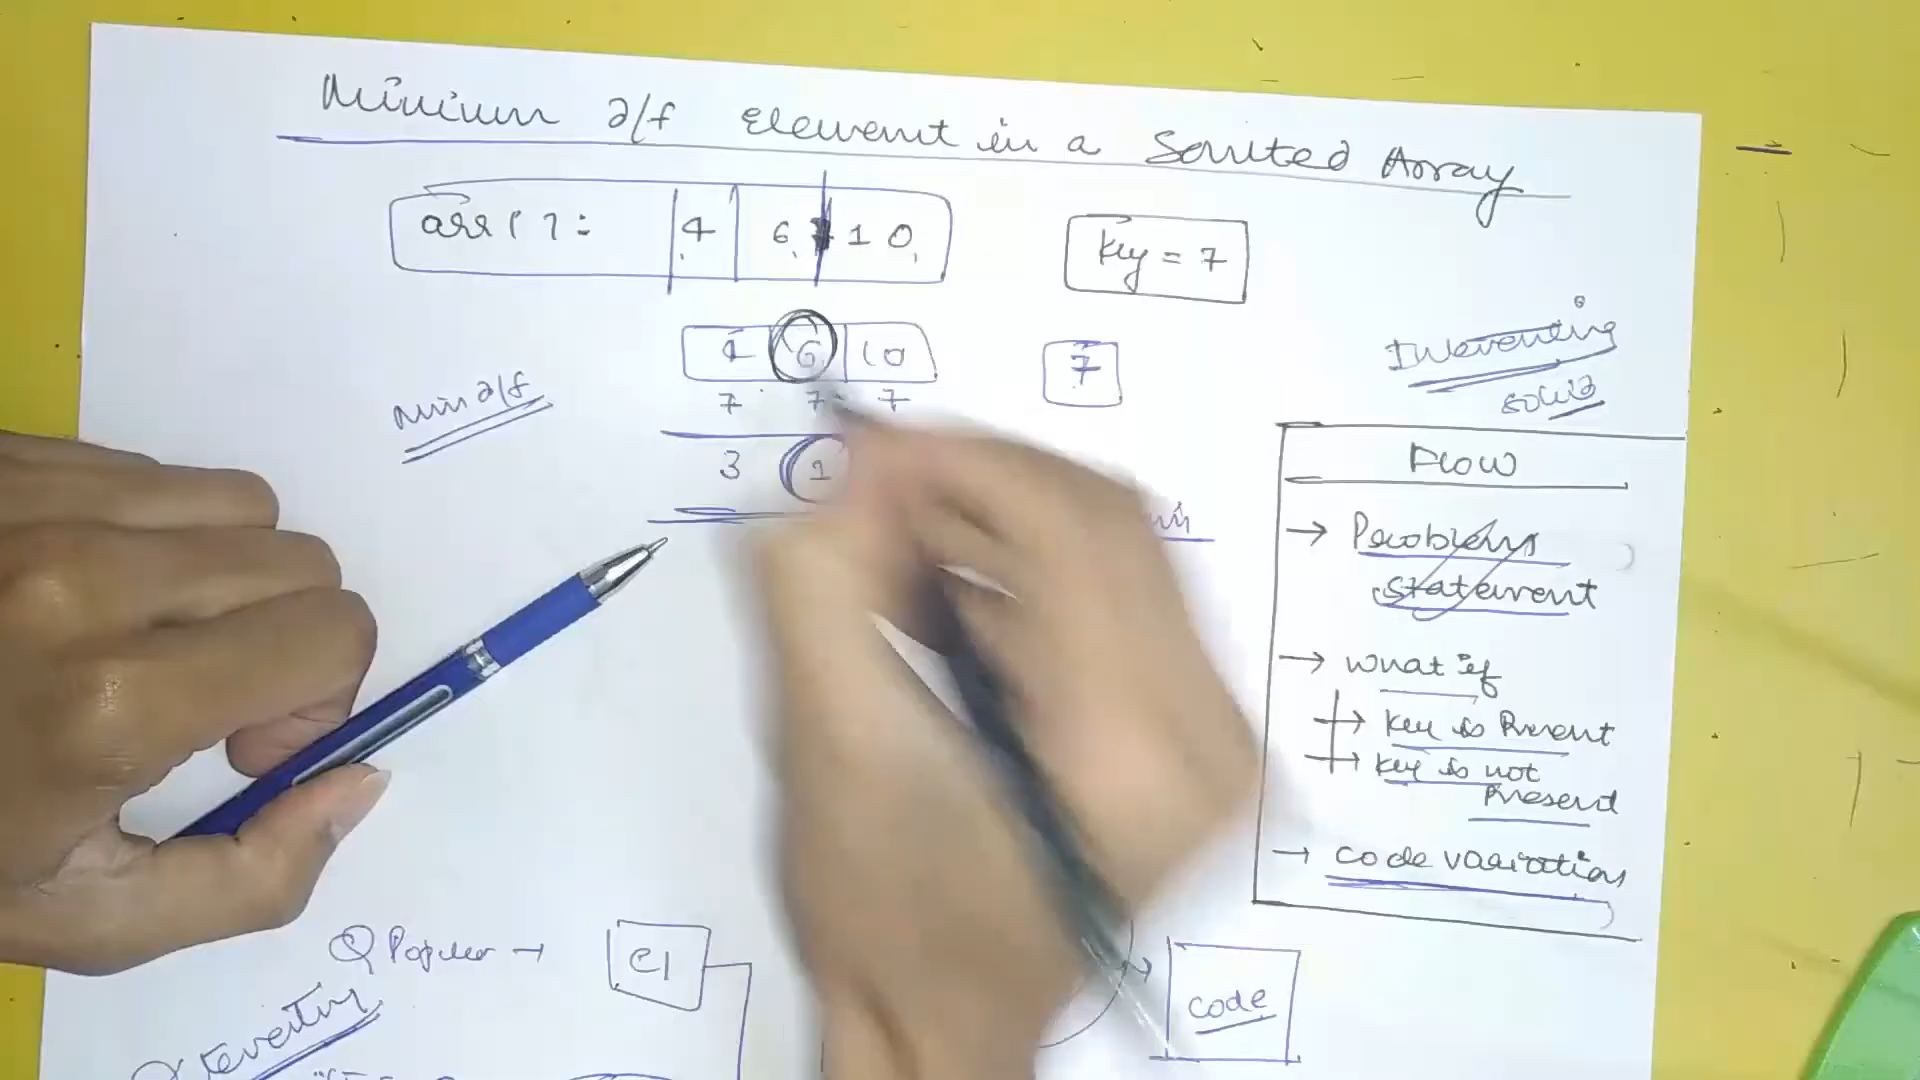 Minimum d/f Element in a Sorted Array
arr[]: 4 6 10
Key = 7
4 6 10
7
7 7 7
Min d/f
3 1
Interesting
Flow
→ Problem
Statement
→ What if
→ Key is Present
→ Key is not
Present
→ Code variation
Popular →
C1
Code